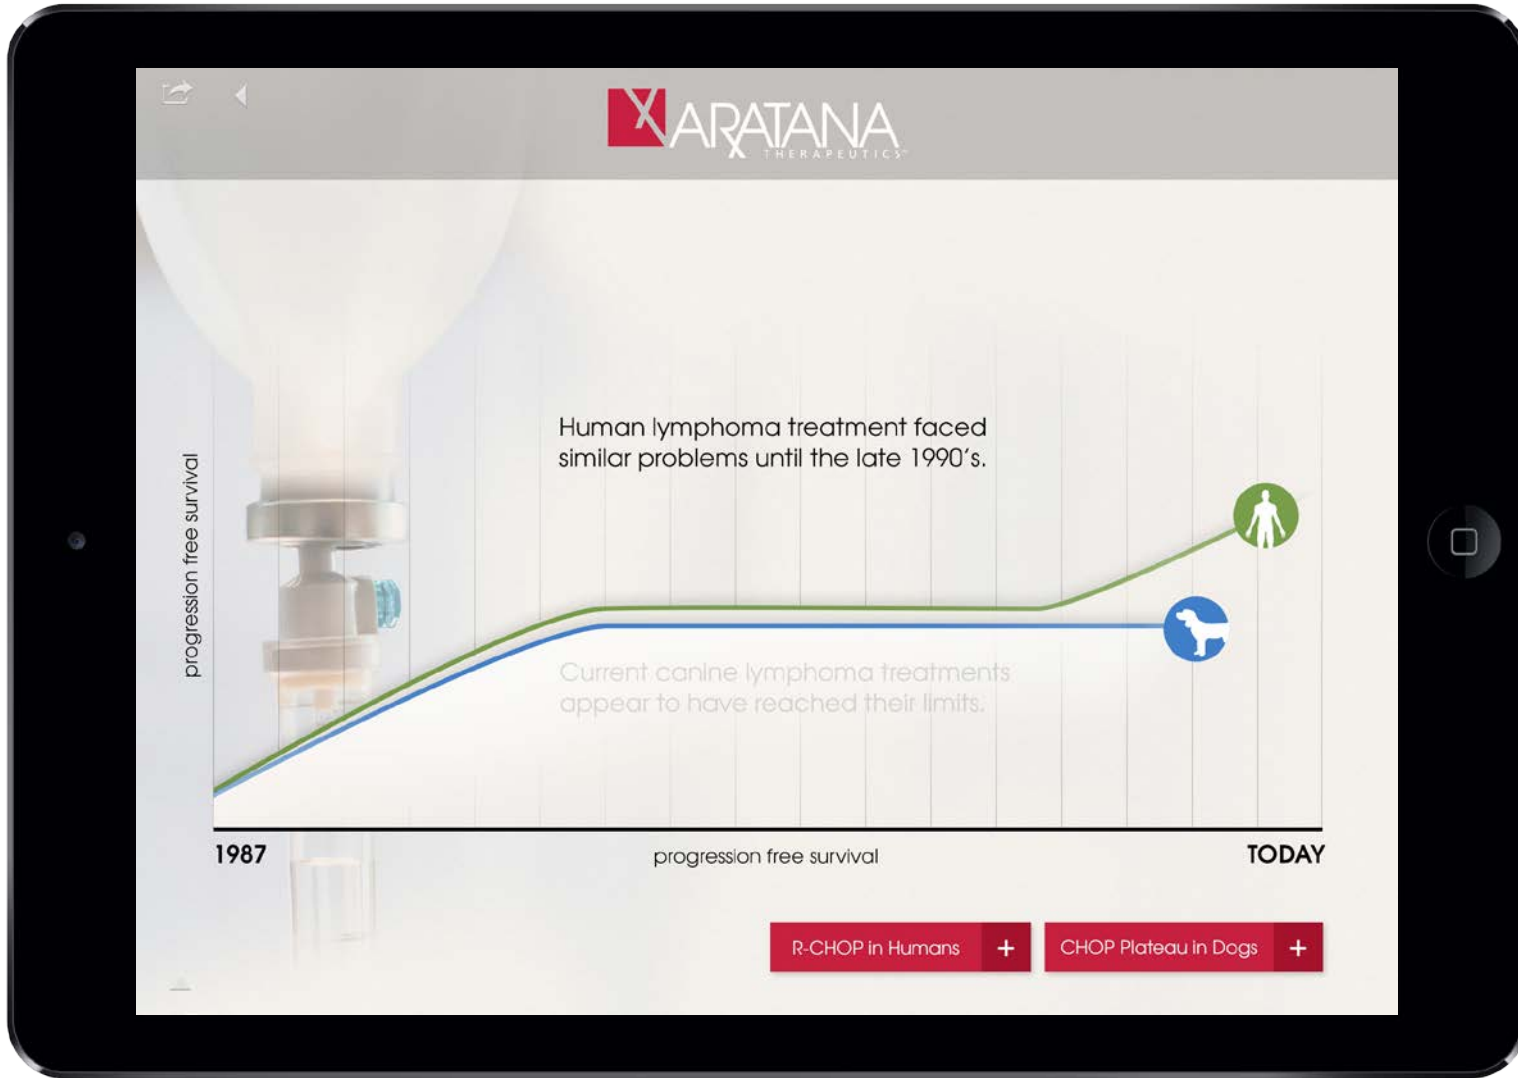 ARATANA
THERAPEUTICS™
Human lymphoma treatment faced
similar problems until the late 1990's.
progression free survival
Current canine lymphoma treatments
appear to have reached their limits.
1987
progression free survival
TODAY
R-CHOP in Humans +
CHOP Plateau in Dogs +